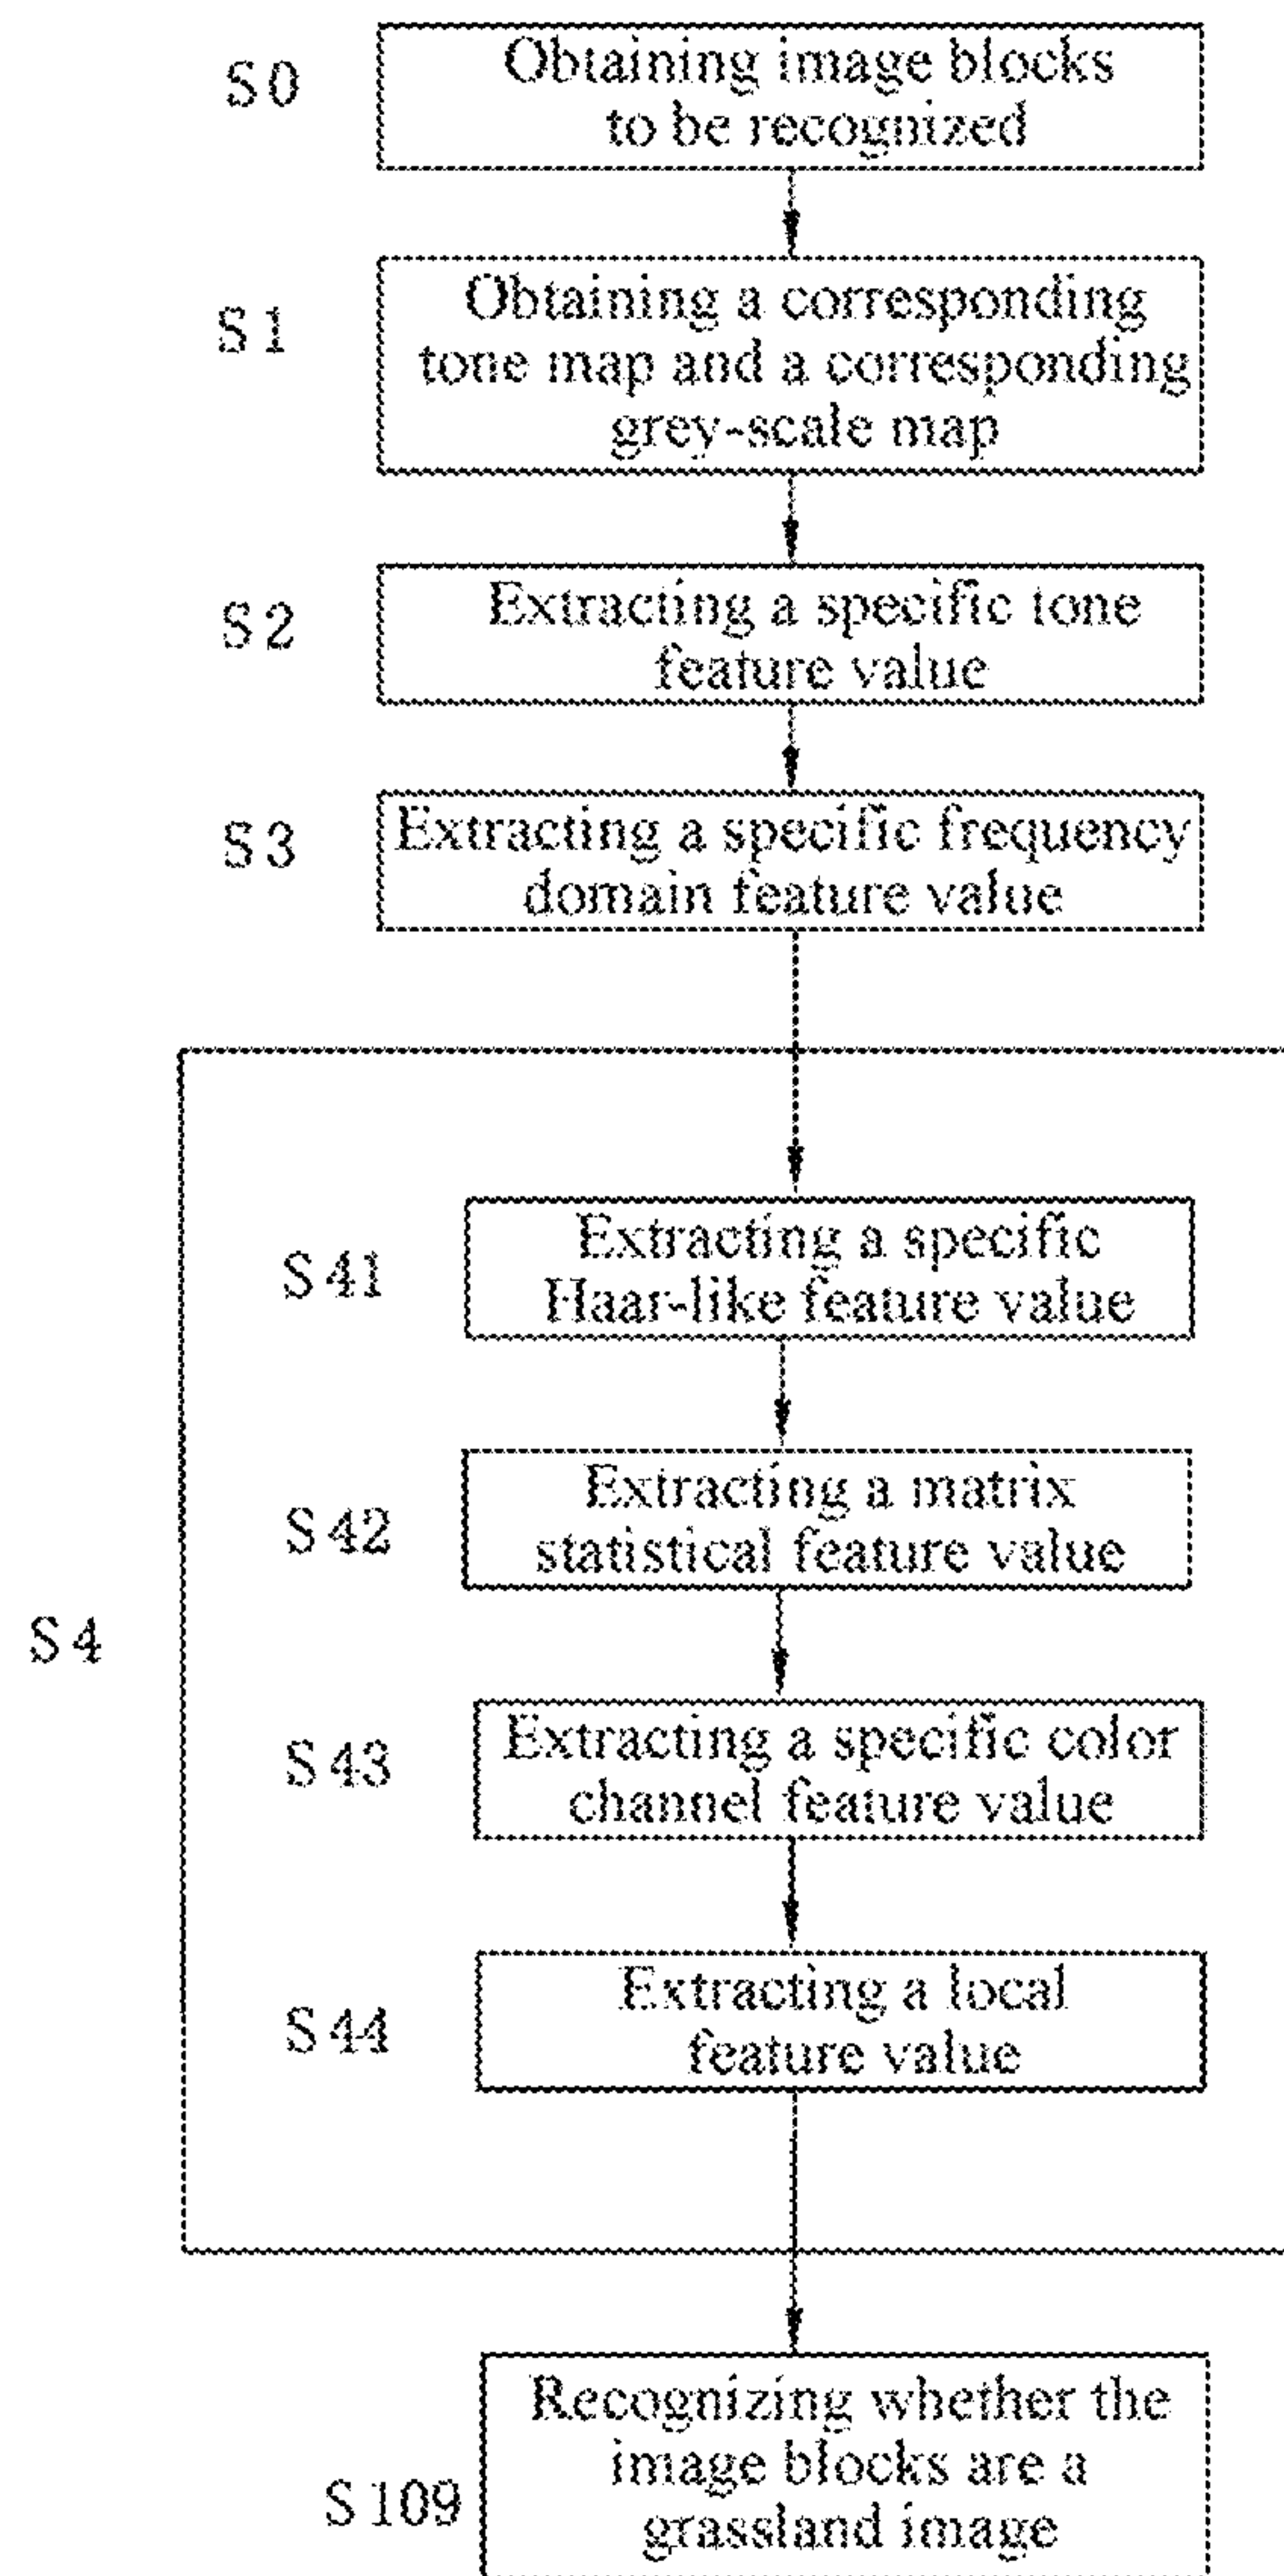 S0
Obtaining image blocks
to be recognized
S1
Obtaining a corresponding
tone map and a corresponding
grey-scale map
S2
Extracting a specific tone
feature value
S3
Extracting a specific frequency
domain feature value
S4
S41
Extracting a specific
Haar-like feature value
S42
Extracting a matrix
statistical feature value
S43
Extracting a specific color
channel feature value
S44
Extracting a local
feature value
S109
Recognizing whether the
image blocks are a
grassland image